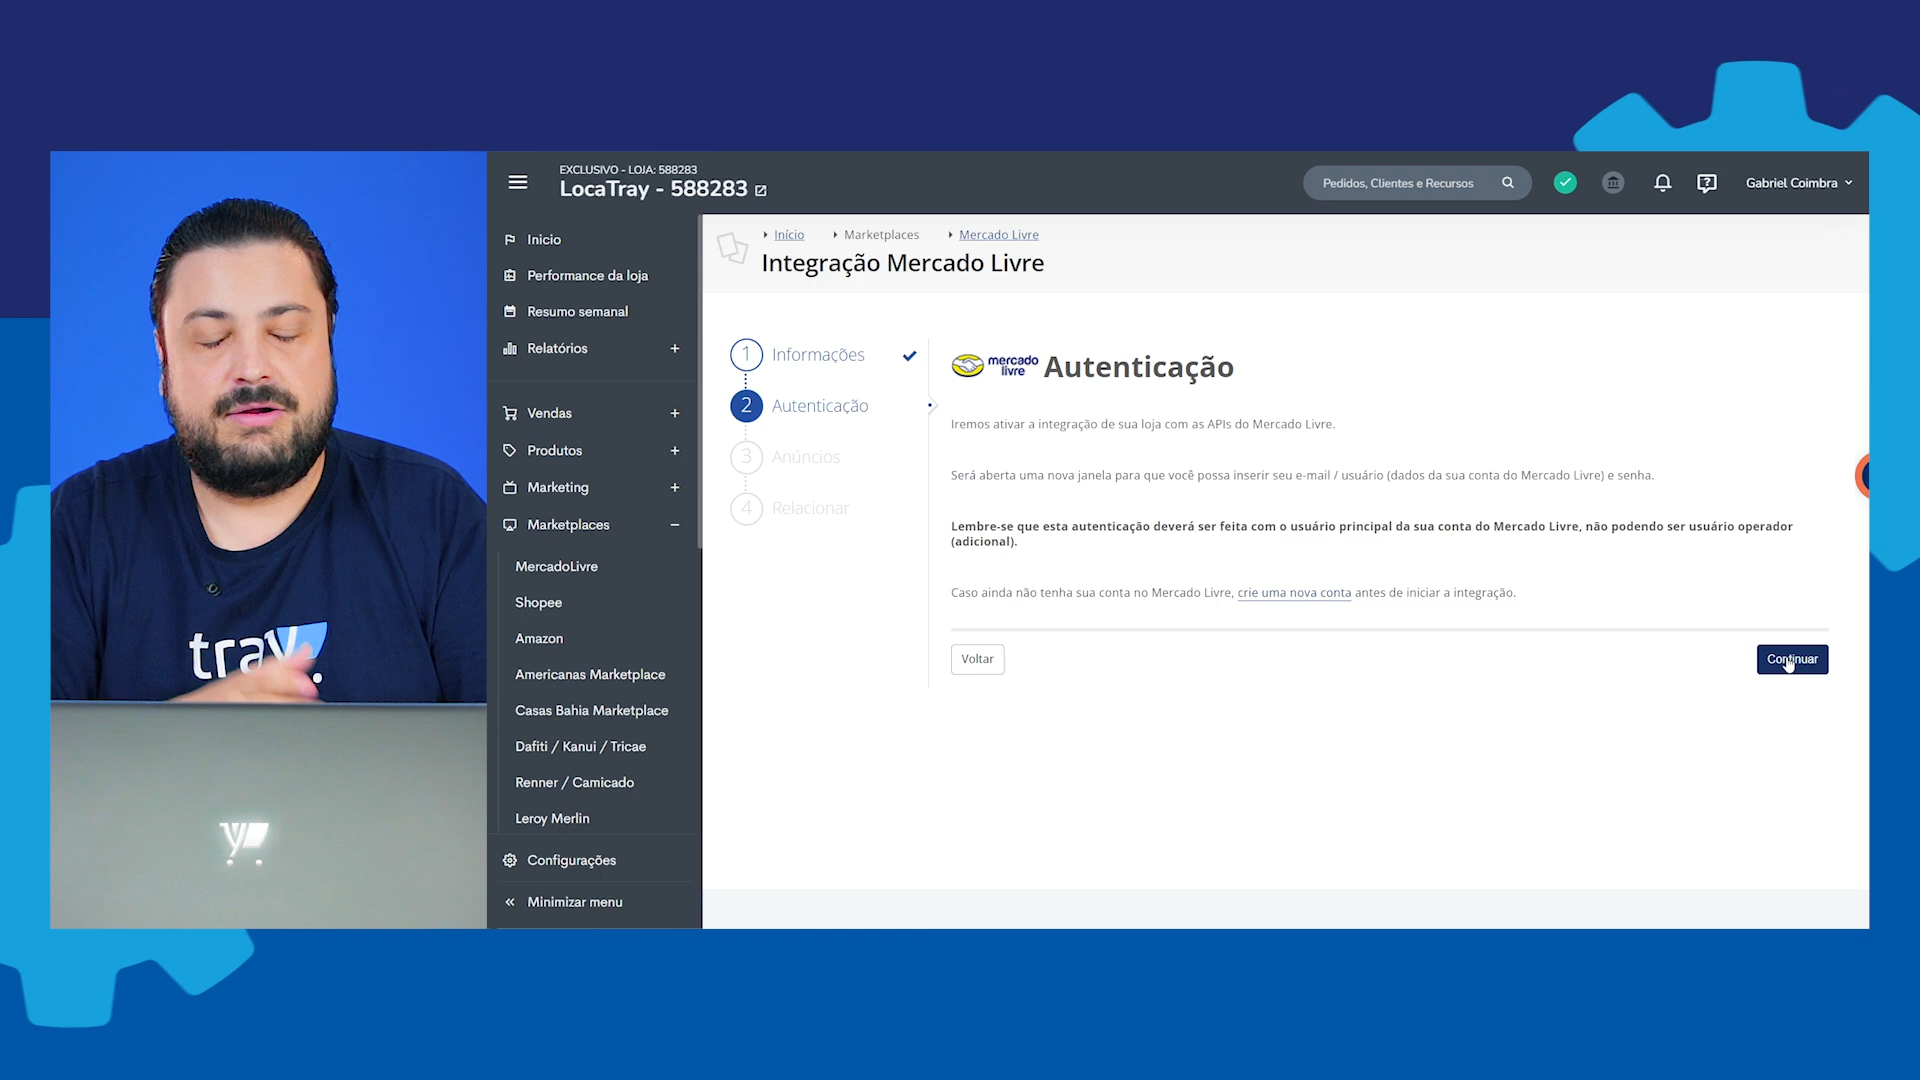 EXCLUSIVO - LOJA: 588283
LocaTray - 588283
Pedidos, Clientes e Recursos
Gabriel Coimbra
Inicio
Performance da loja
Resumo semanal
Relatórios
Vendas
Produtos
Marketing
Marketplaces
MercadoLivre
Shopee
Amazon
Americanas Marketplace
Casas Bahia Marketplace
Dafiti / Kanui / Tricae
Renner / Camicado
Leroy Merlin
Configurações
Minimizar menu
Início Marketplaces Mercado Livre
Integração Mercado Livre
1 Informações
2 Autenticação
3 Anúncios
4 Relacionar
mercado
livre
Autenticação
Iremos ativar a integração de sua loja com as APIs do Mercado Livre.
Será aberta uma nova janela para que você possa inserir seu e-mail / usuário (dados da sua conta do Mercado Livre) e senha.
Lembre-se que esta autenticação deverá ser feita com o usuário principal da sua conta do Mercado Livre, não podendo ser usuário operador
(adicional).
Caso ainda não tenha sua conta no Mercado Livre, crie uma nova conta antes de iniciar a integração.
Voltar
Continuar
tray.